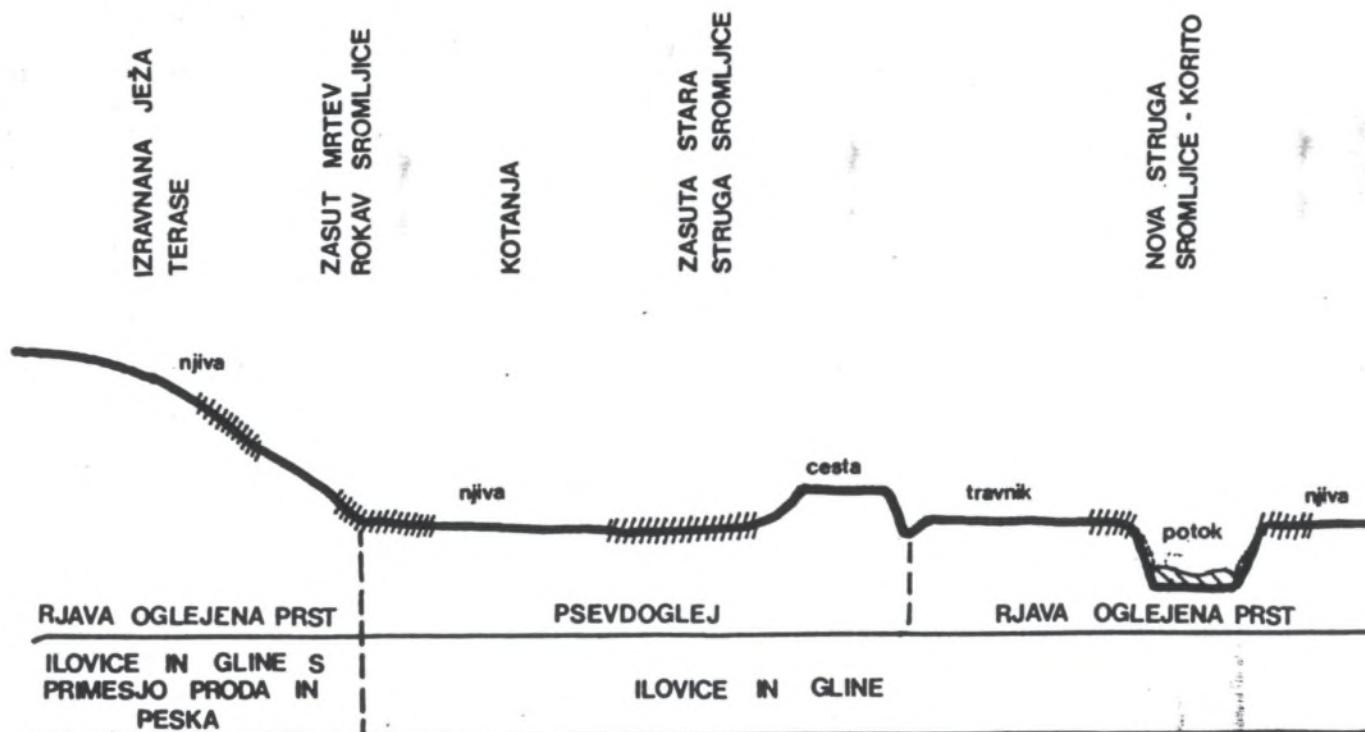 IZRAVNANA JEŽA
TERASE
ZASUT MRTEV
ROKAV SROMLJICE
KOTANJA
ZASUTA STARA
STRUGA SROMLJICE
NOVA STRUGA
SROMLJICE - KORITO
njiva
njiva
cesta
travnik
potok
njiva
RJAVA OGLEJENA PRST
PSEVDOGLEJ
RJAVA OGLEJENA PRST
ILOVICE IN GLINE S
PRIMESJO PRODA IN
PESKA
ILOVICE IN GLINE